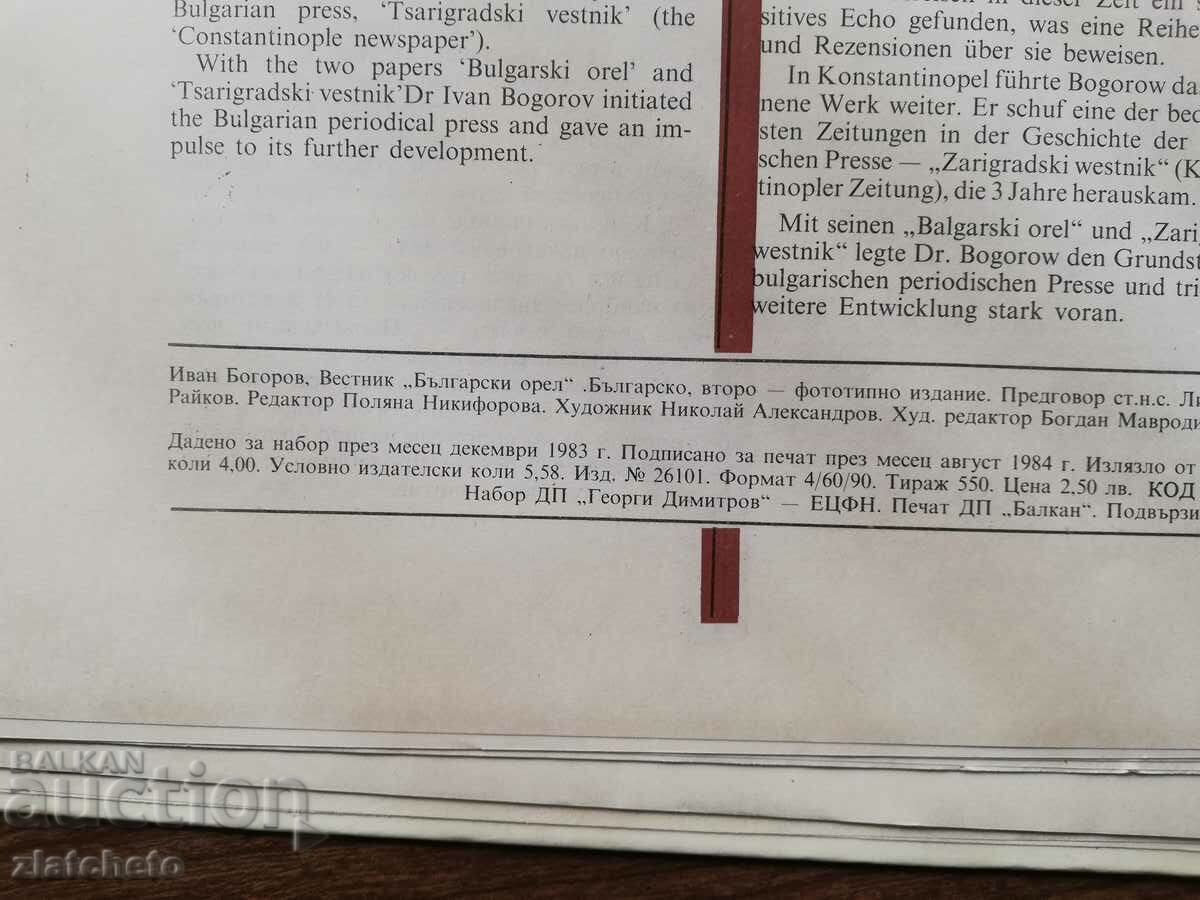 Bulgarian press, 'Tsarigradski vestnik' (the
'Constantinople newspaper').
With the two papers 'Bulgarski orel' and
'Tsarigradski vestnik'Dr Ivan Bogorov initiated
the Bulgarian periodical press and gave an im-
pulse to its further development.
in dieser Zeit ein
sitives Echo gefunden, was eine Reihe
und Rezensionen über sie beweisen.
In Konstantinopel führte Bogorow da
nene Werk weiter. Er schuf eine der bed
sten Zeitungen in der Geschichte der
schen Presse — „Zarigradski westnik“ (K
tinopler Zeitung), die 3 Jahre herauskam.
Mit seinen „Balgarski orel“ und „Zari
westnik“ legte Dr. Bogorow den Grundst
bulgarischen periodischen Presse und tri
weitere Entwicklung stark voran.
Иван Богоров, Вестник „Български орел“ .Българско, второ — фототипно издание. Предговор ст.н.с. Ли
Райков. Редактор Поляна Никифорова. Художник Николай Александров. Худ. редактор Богдан Мавроди
Дадено за набор през месец декември 1983 г. Подписано за печат през месец август 1984 г. Излязло от
коли 4,00. Условно издателски коли 5,58. Изд. № 26101. Формат 4/60/90. Тираж 550. Цена 2,50 лв. КОД
Набор ДП „Георги Димитров“ — ЕЦФН. Печат ДП „Балкан“. Подвързи
BALKAN
auction
zlatcheto